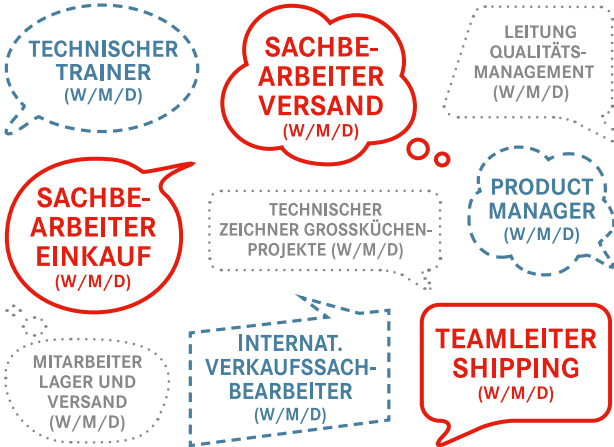 TECHNISCHER
TRAINER
(W/M/D)
SACHBE-
ARBEITER
VERSAND
(W/M/D)
LEITUNG
QUALITÄTS-
MANAGEMENT
(W/M/D)
SACHBE-
ARBEITER
EINKAUF
(W/M/D)
TECHNISCHER
ZEICHNER GROSSKÜCHEN-
PROJEKTE (W/M/D)
PRODUCT
MANAGER
(W/M/D)
MITARBEITER
LAGER UND
VERSAND
(W/M/D)
INTERNAT.
VERKAUFSSACH-
BEARBEITER
(W/M/D)
TEAMLEITER
SHIPPING
(W/M/D)